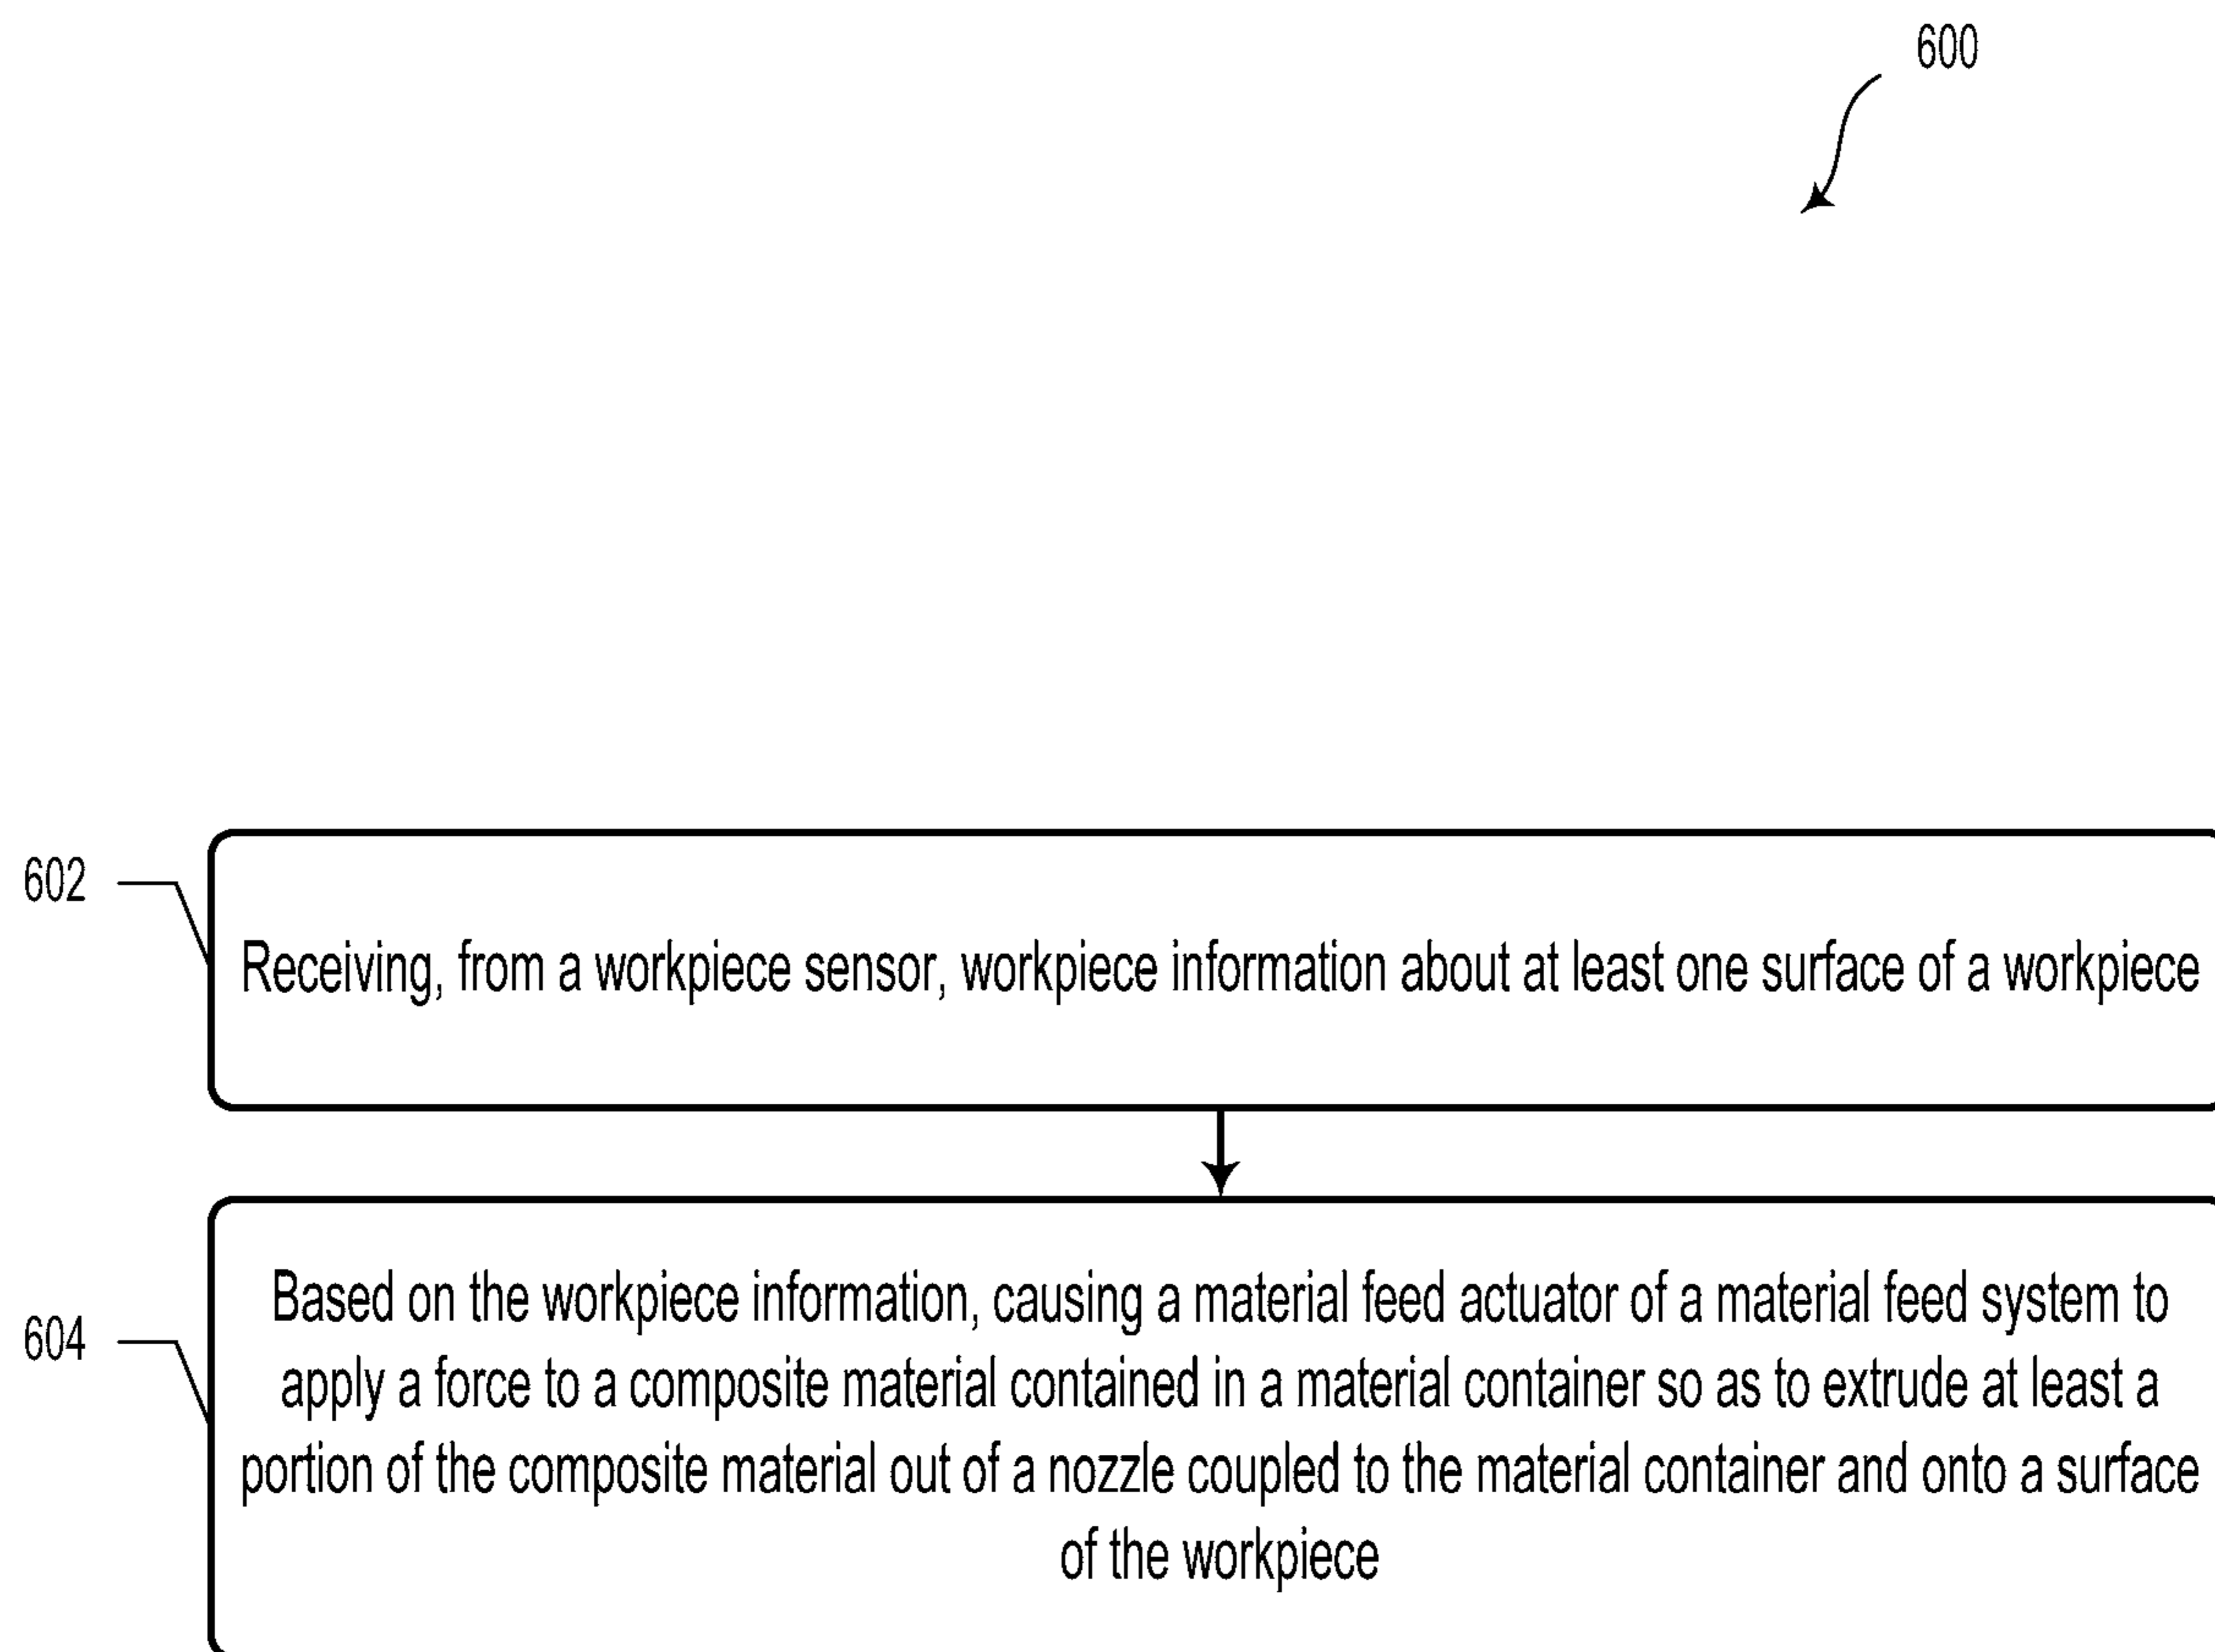 600
602
Receiving, from a workpiece sensor, workpiece information about at least one surface of a workpiece
604
Based on the workpiece information, causing a material feed actuator of a material feed system to
apply a force to a composite material contained in a material container so as to extrude at least a
portion of the composite material out of a nozzle coupled to the material container and onto a surface
of the workpiece